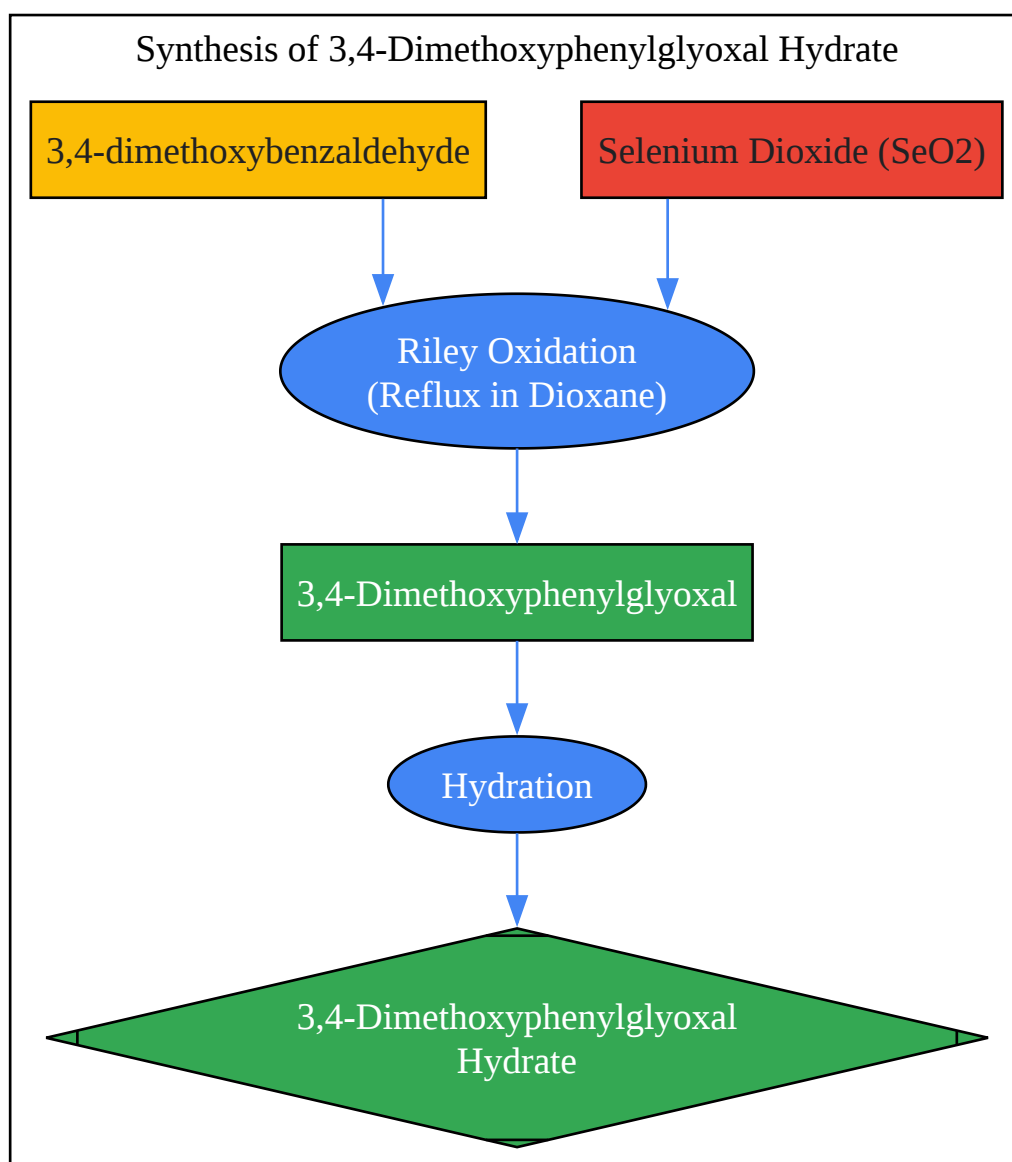 Synthesis of 3,4-Dimethoxyphenylglyoxal Hydrate
3,4-dimethoxybenzaldehyde
Selenium Dioxide (SeO2)
Riley Oxidation
(Reflux in Dioxane)
3,4-Dimethoxyphenylglyoxal
Hydration
3,4-Dimethoxyphenylglyoxal
Hydrate